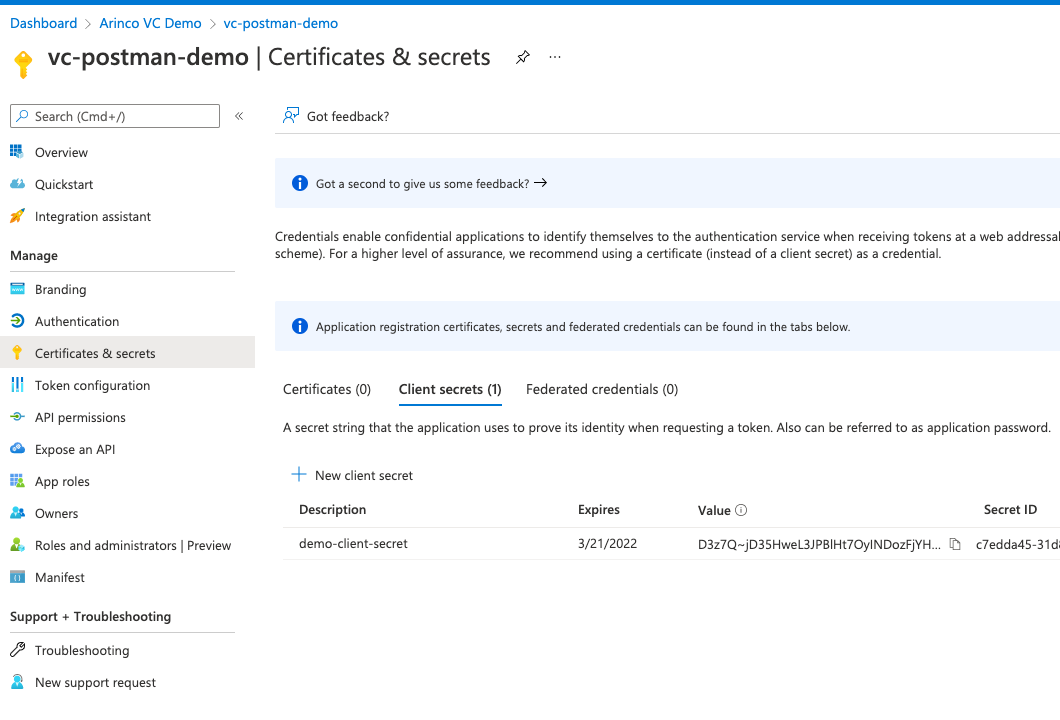 Dashboard > Arinco VC Demo > vc-postman-demo
vc-postman-demo | Certificates & secrets
Search (Cmd+/)
Got feedback?
Overview
Quickstart
Integration assistant
Manage
Branding
Authentication
Certificates & secrets
Token configuration
API permissions
Expose an API
App roles
Owners
Roles and administrators | Preview
Manifest
Support + Troubleshooting
Troubleshooting
New support request
Got a second to give us some feedback?
Credentials enable confidential applications to identify themselves to the authentication service when receiving tokens at a web addressal
scheme). For a higher level of assurance, we recommend using a certificate (instead of a client secret) as a credential.
Application registration certificates, secrets and federated credentials can be found in the tabs below.
Certificates (0) Client secrets (1) Federated credentials (0)
A secret string that the application uses to prove its identity when requesting a token. Also can be referred to as application password.
New client secret
Description Expires Value Secret ID
demo-client-secret 3/21/2022 D3z7Q~jD35HweL3JPBlHt7OyINDozFjYH... c7edda45-31d8